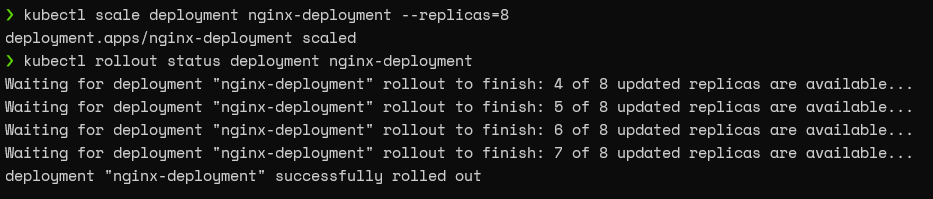 ❯ kubectl scale deployment nginx-deployment --replicas=8
deployment.apps/nginx-deployment scaled
❯ kubectl rollout status deployment nginx-deployment
Waiting for deployment "nginx-deployment" rollout to finish: 4 of 8 updated replicas are available...
Waiting for deployment "nginx-deployment" rollout to finish: 5 of 8 updated replicas are available...
Waiting for deployment "nginx-deployment" rollout to finish: 6 of 8 updated replicas are available...
Waiting for deployment "nginx-deployment" rollout to finish: 7 of 8 updated replicas are available...
deployment "nginx-deployment" successfully rolled out